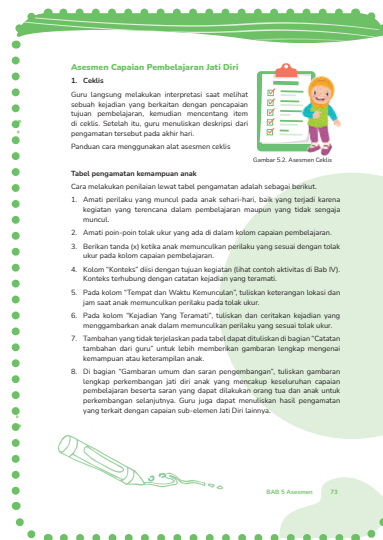 Asesmen Capaian Pembelajaran Jati Diri
1. Ceklis
Guru langsung melakukan interpretasi saat melihat
sebuah kejadian yang berkaitan dengan pencapaian
tujuan pembelajaran, kemudian mencentang item
di ceklis. Setelah itu, guru menuliskan deskripsi dari
pengamatan tersebut pada akhir hari.
Panduan cara menggunakan alat asesmen ceklis
Gambar 5.2. Asesmen Ceklis
Tabel pengamatan kemampuan anak
Cara melakukan penilaian lewat tabel pengamatan adalah sebagai berikut.
1. Amati perilaku yang muncul pada anak sehari-hari, baik yang terjadi karena
kegiatan yang terencana dalam pembelajaran maupun yang tidak sengaja
muncul.
2. Amati poin-poin tolak ukur yang ada di dalam kolom capaian pembelajaran.
3. Berikan tanda (x) ketika anak memunculkan perilaku yang sesuai dengan tolak
ukur pada kolom capaian pembelajaran.
4. Kolom "Konteks" diisi dengan tujuan kegiatan (lihat contoh aktivitas di Bab IV).
Konteks terhubung dengan catatan kejadian yang teramati.
5. Pada kolom "Tempat dan Waktu Kemunculan", tuliskan keterangan lokasi dan
jam saat anak memunculkan perilaku pada tolak ukur.
6. Pada kolom "Kejadian Yang Teramati", tuliskan dan ceritakan kejadian yang
menggambarkan anak dalam memunculkan perilaku yang sesuai tolok ukur.
7. Tambahan yang tidak terjelaskan pada tabel dapat dituliskan di bagian "Catatan
tambahan dari guru" untuk lebih memberikan gambaran lengkap mengenai
kemampuan atau keterampilan anak.
8. Di bagian "Gambaran umum dan saran pengembangan", tuliskan gambaran
lengkap perkembangan jati diri anak yang mencakup keseluruhan capaian
pembelajaran beserta saran yang dapat dilakukan orang tua dan anak untuk
perkembangan selanjutnya. Guru juga dapat menuliskan hasil pengamatan
yang terkait dengan capaian sub-elemen Jati Diri lainnya.
BAB 5 Asesmen 73